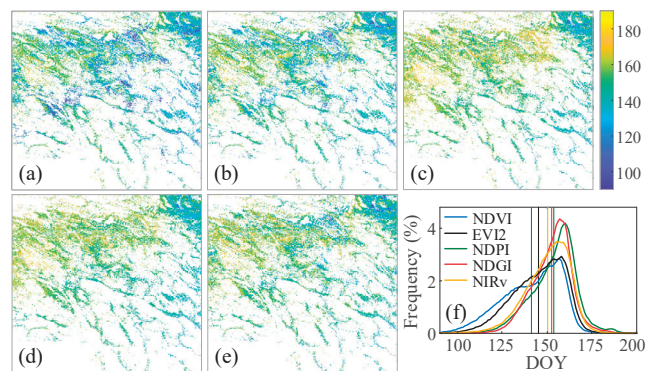 180
160
140
120
100
(a)
(b)
(c)
(d)
(e)
Frequency (%)
4
2
0
NDVI
EVI2
NDPI
NDGI
NIRv
(f)
100
125
150
175
200
DOY